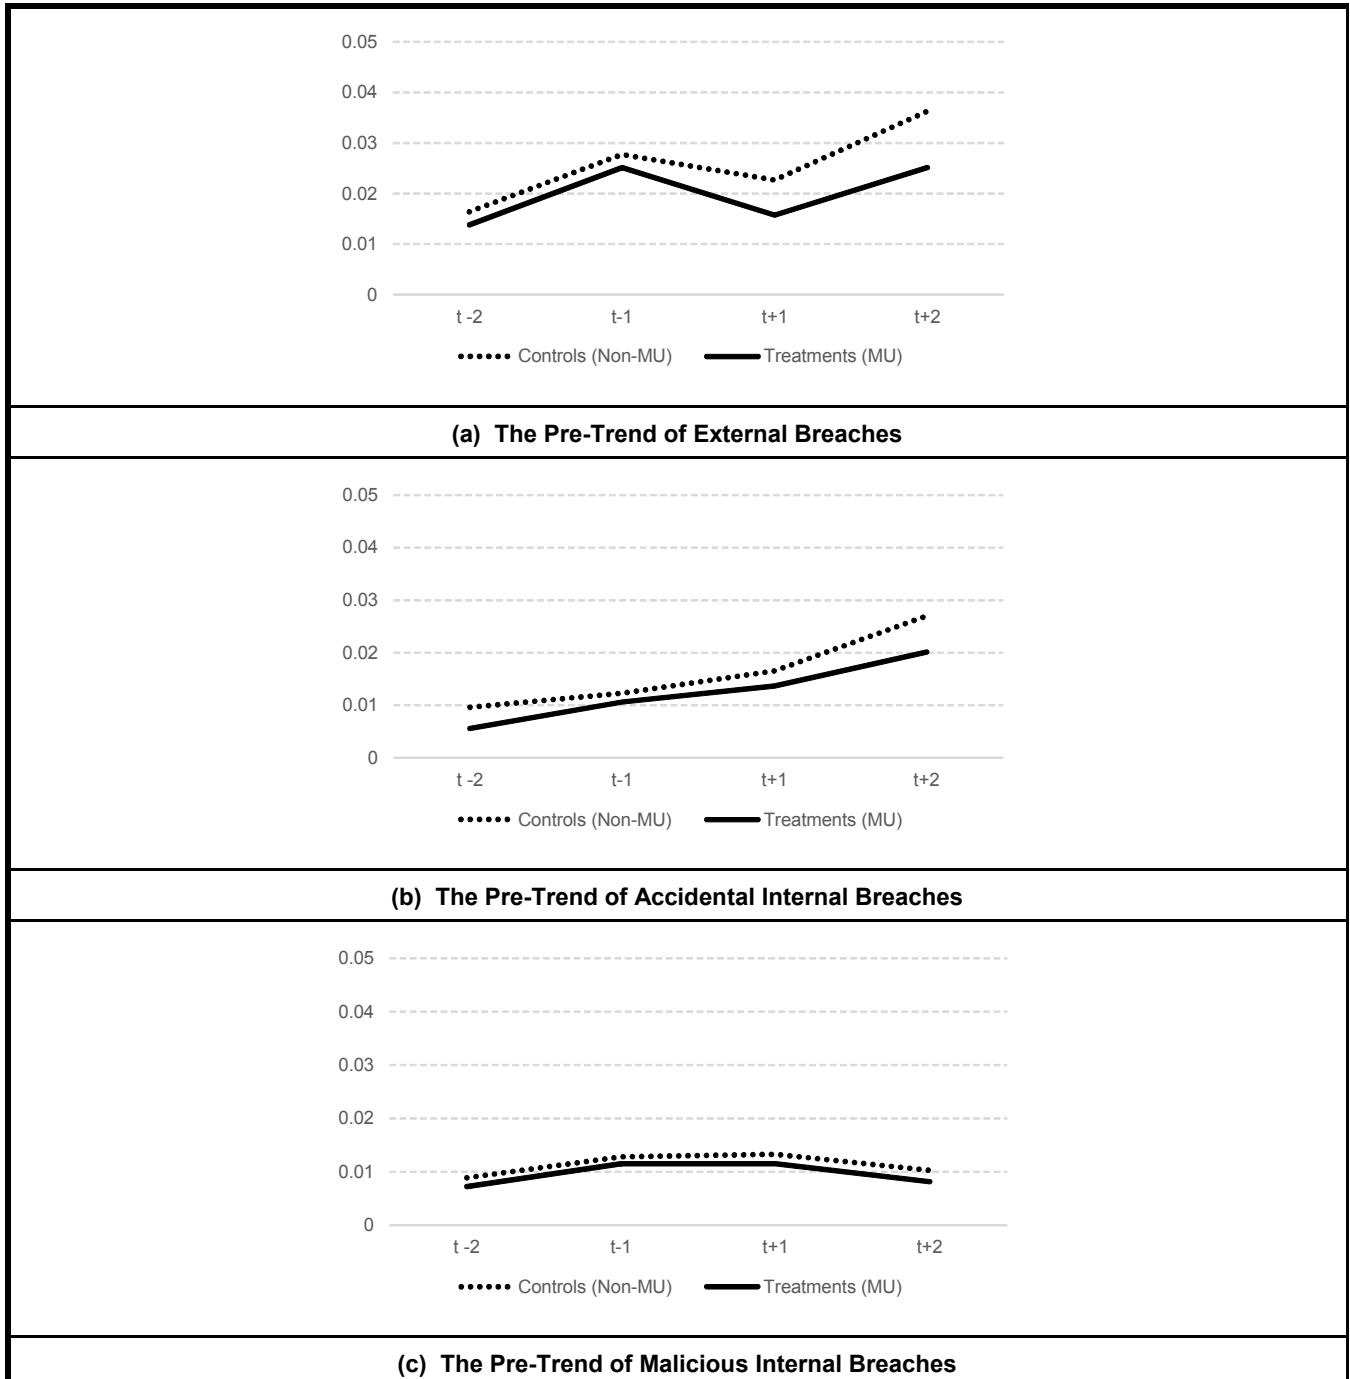 0.05
0.04
0.03
0.02
0.01
0
t -2 t-1 t+1 t+2
Controls (Non-MU) Treatments (MU)
(a) The Pre-Trend of External Breaches
0.05
0.04
0.03
0.02
0.01
0
t -2 t-1 t+1 t+2
Controls (Non-MU) Treatments (MU)
(b) The Pre-Trend of Accidental Internal Breaches
0.05
0.04
0.03
0.02
0.01
0
t -2 t-1 t+1 t+2
Controls (Non-MU) Treatments (MU)
(c) The Pre-Trend of Malicious Internal Breaches